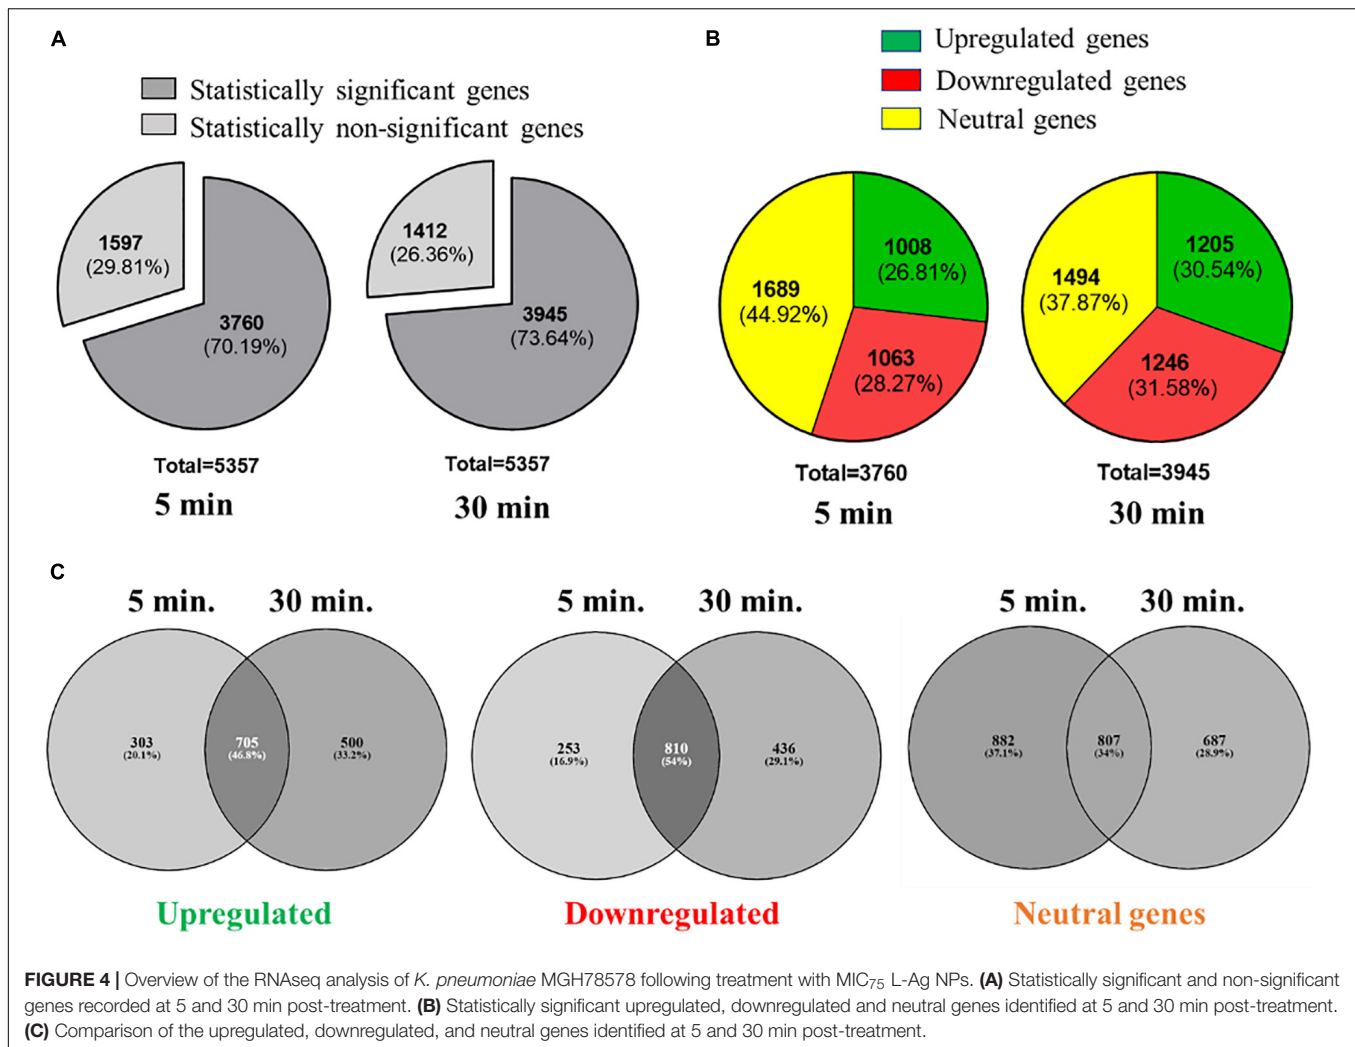 A
Statistically significant genes
Statistically non-significant genes
1597
(29.81%)
3760
(70.19%)
Total=5357
5 min
1412
(26.36%)
3945
(73.64%)
Total=5357
30 min
B
Upregulated genes
Downregulated genes
Neutral genes
1008
(26.81%)
1689
(44.92%)
1063
(28.27%)
Total=3760
5 min
1205
(30.54%)
1494
(37.87%)
1246
(31.58%)
Total=3945
30 min
C
5 min. 30 min.
303
(20.1%)
705
(46.8%)
500
(33.2%)
Upregulated
5 min. 30 min.
253
(16.9%)
810
(54%)
436
(29.1%)
Downregulated
5 min. 30 min.
882
(37.1%)
807
(34%)
687
(28.9%)
Neutral genes
FIGURE 4 | Overview of the RNAseq analysis of K. pneumoniae MGH78578 following treatment with MIC75 L-Ag NPs. (A) Statistically significant and non-significant
genes recorded at 5 and 30 min post-treatment. (B) Statistically significant upregulated, downregulated and neutral genes identified at 5 and 30 min post-treatment.
(C) Comparison of the upregulated, downregulated, and neutral genes identified at 5 and 30 min post-treatment.